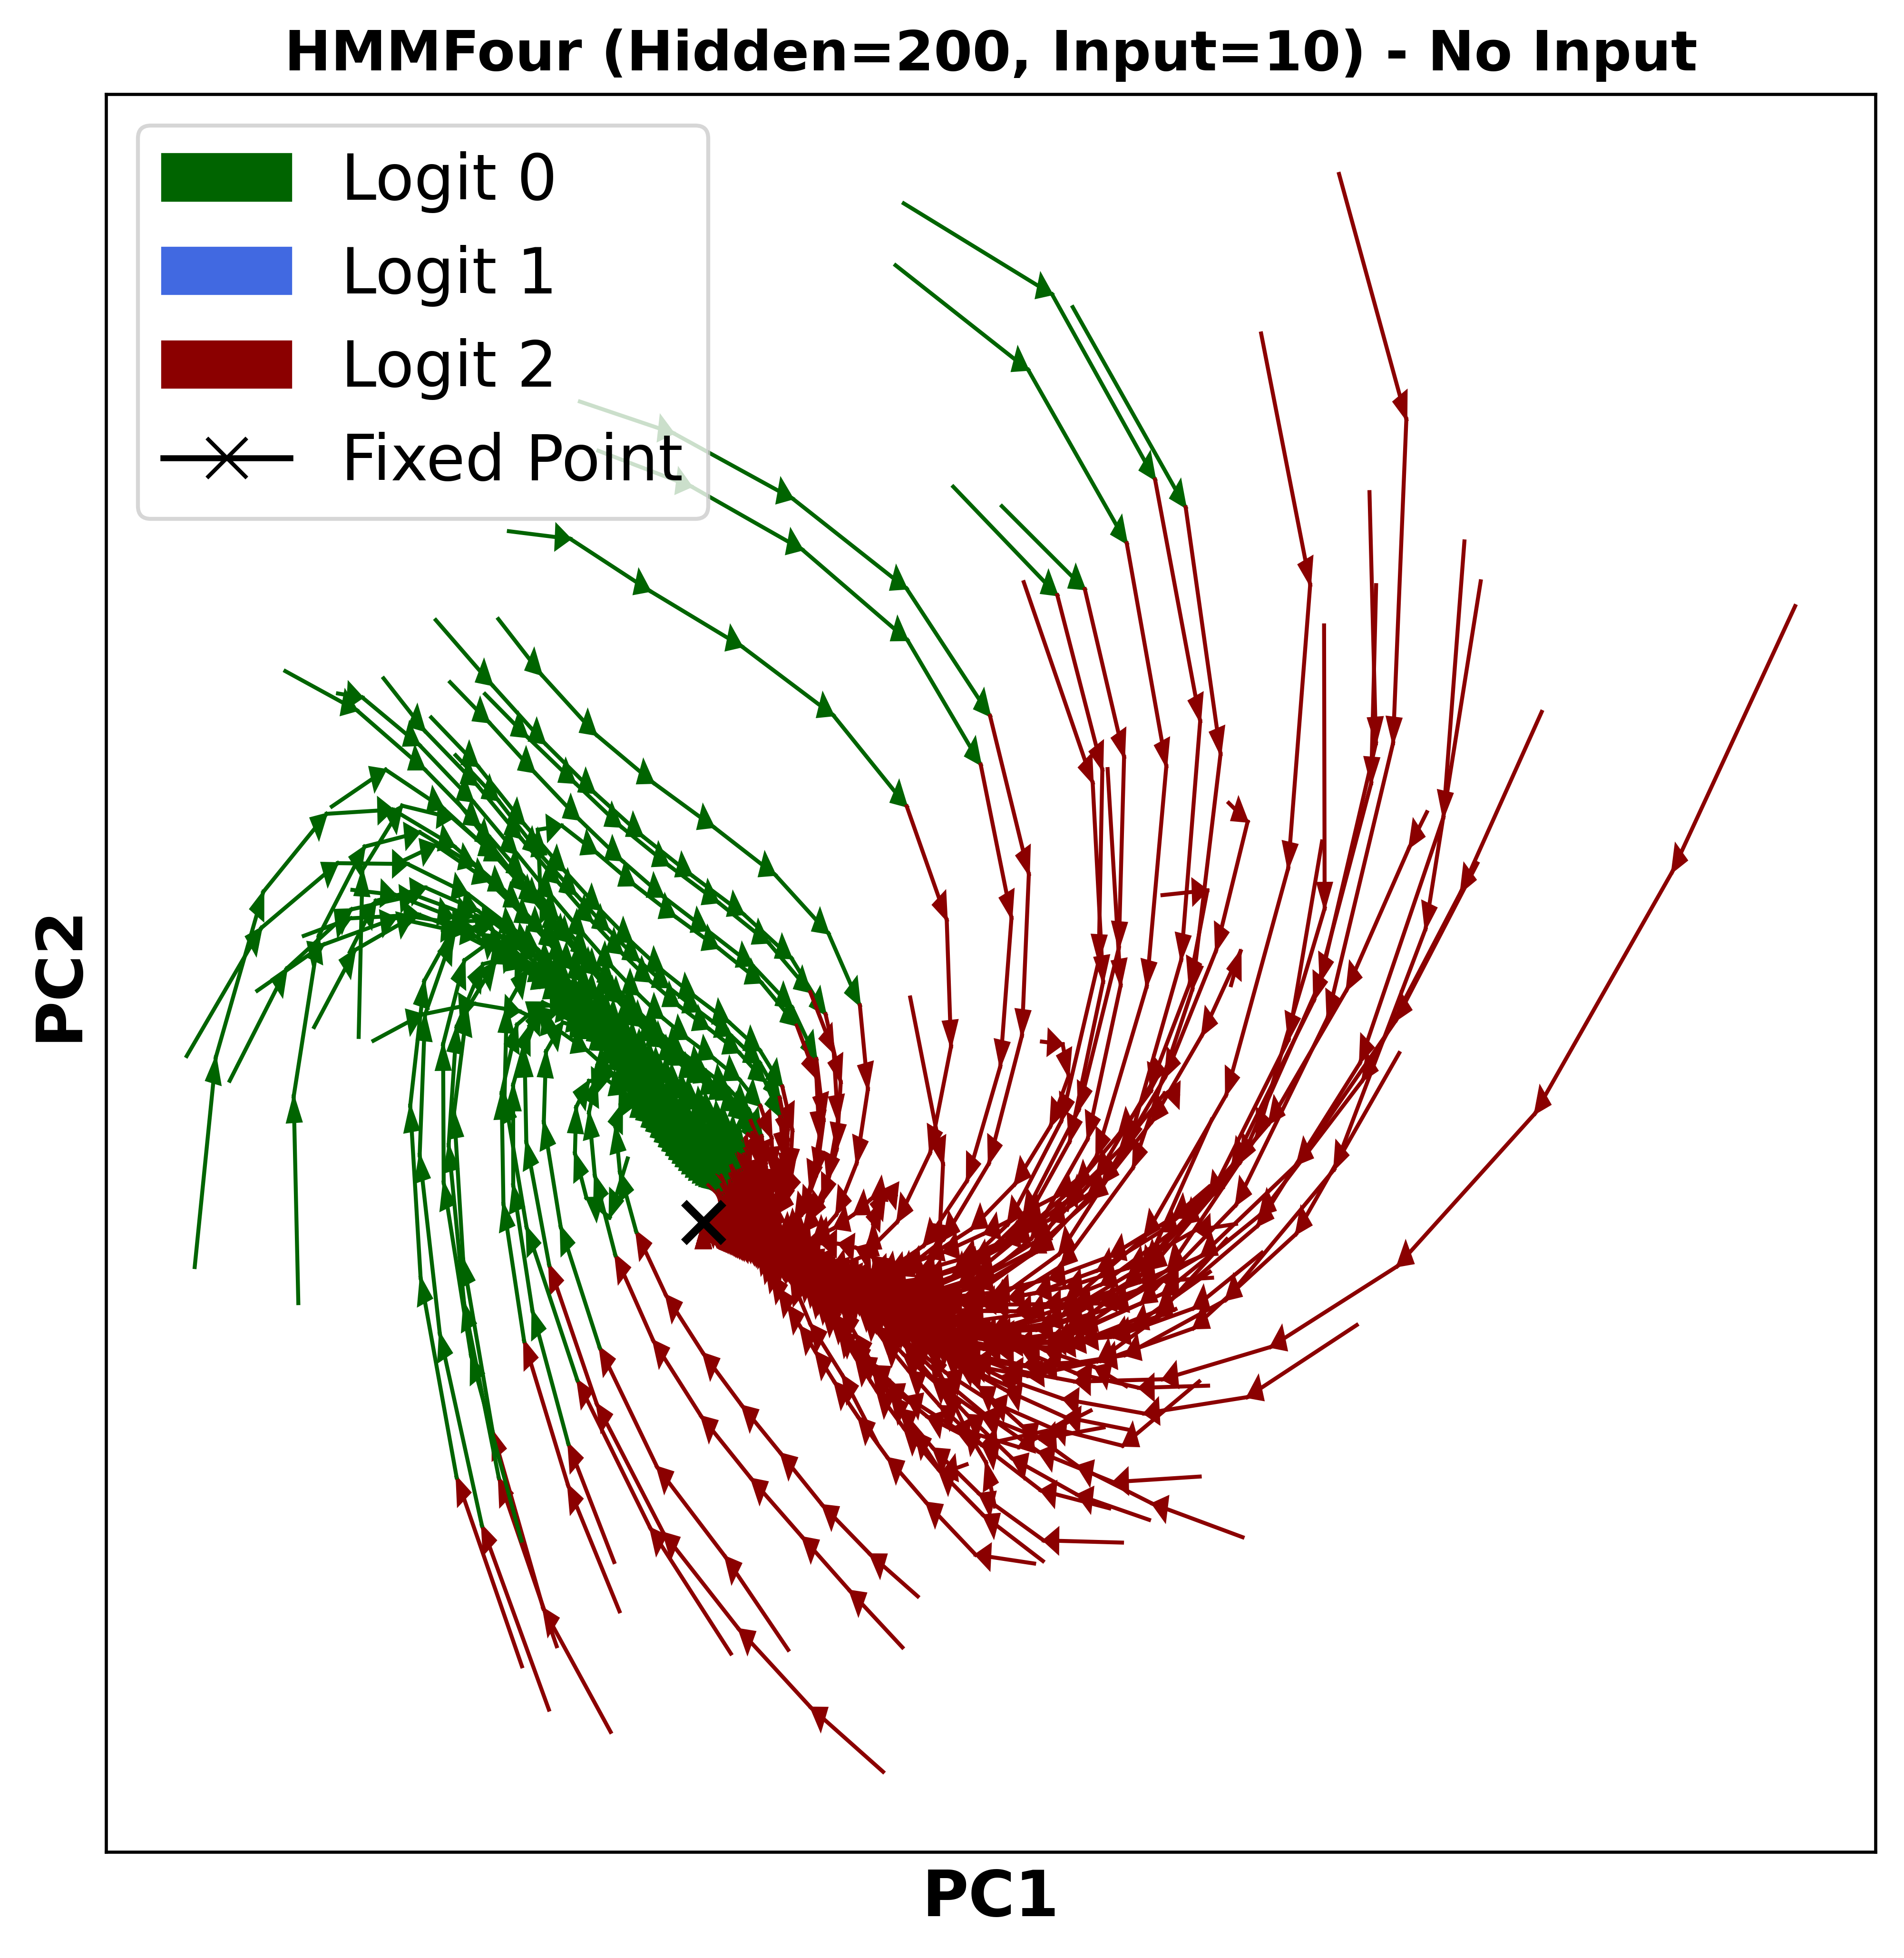 HMMFour (Hidden=200, Input=10) - No Input
Logit 0
Logit 1
Logit 2
Fixed Point
PC2
PC1